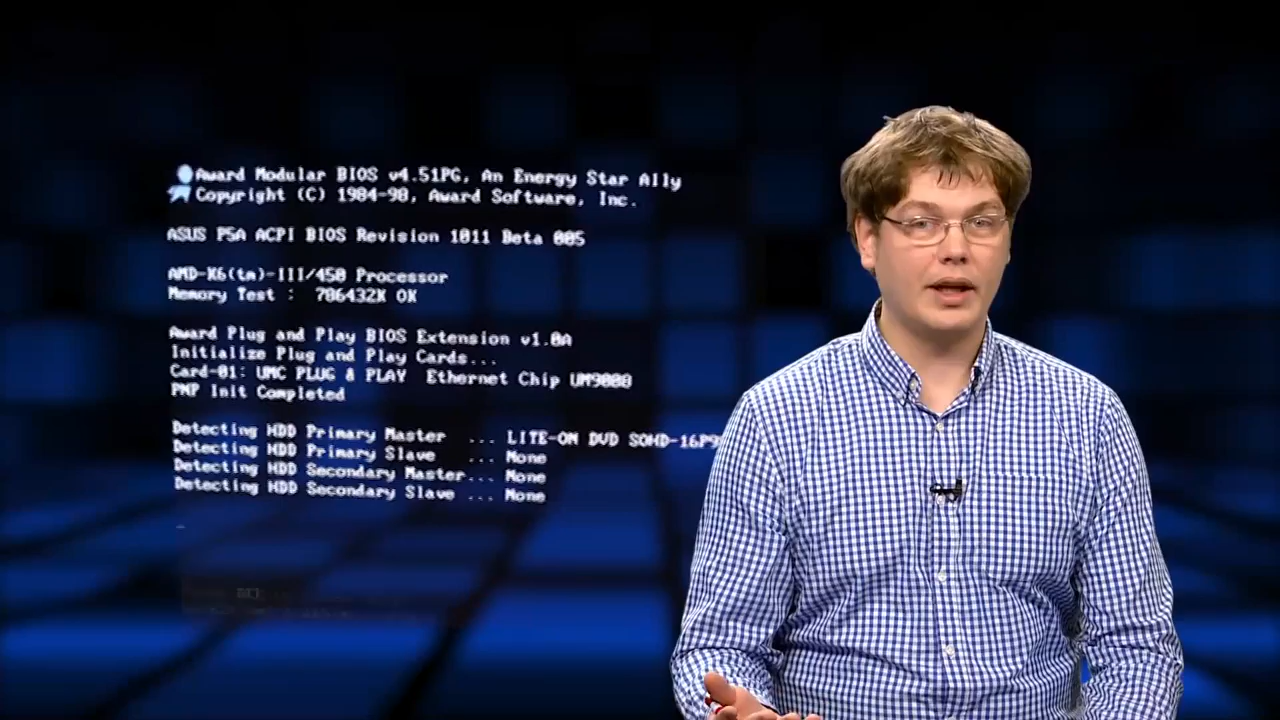 Award Modular BIOS v4.51PG, An Energy Star Ally
Copyright (C) 1984-98, Award Software, Inc.
ASUS P5A ACPI BIOS Revision 1011 Beta 005
AMD-K6(tm)-III/450 Processor
Memory Test : 786432K OK
Award Plug and Play BIOS Extension v1.0A
Initialize Plug and Play Cards...
Card-01: UMC PLUG & PLAY Ethernet Chip UM9008
PNP Init Completed
Detecting HDD Primary Master ... LITE-ON DVD SOHD-16P9
Detecting HDD Primary Slave ... None
Detecting HDD Secondary Master... None
Detecting HDD Secondary Slave ... None